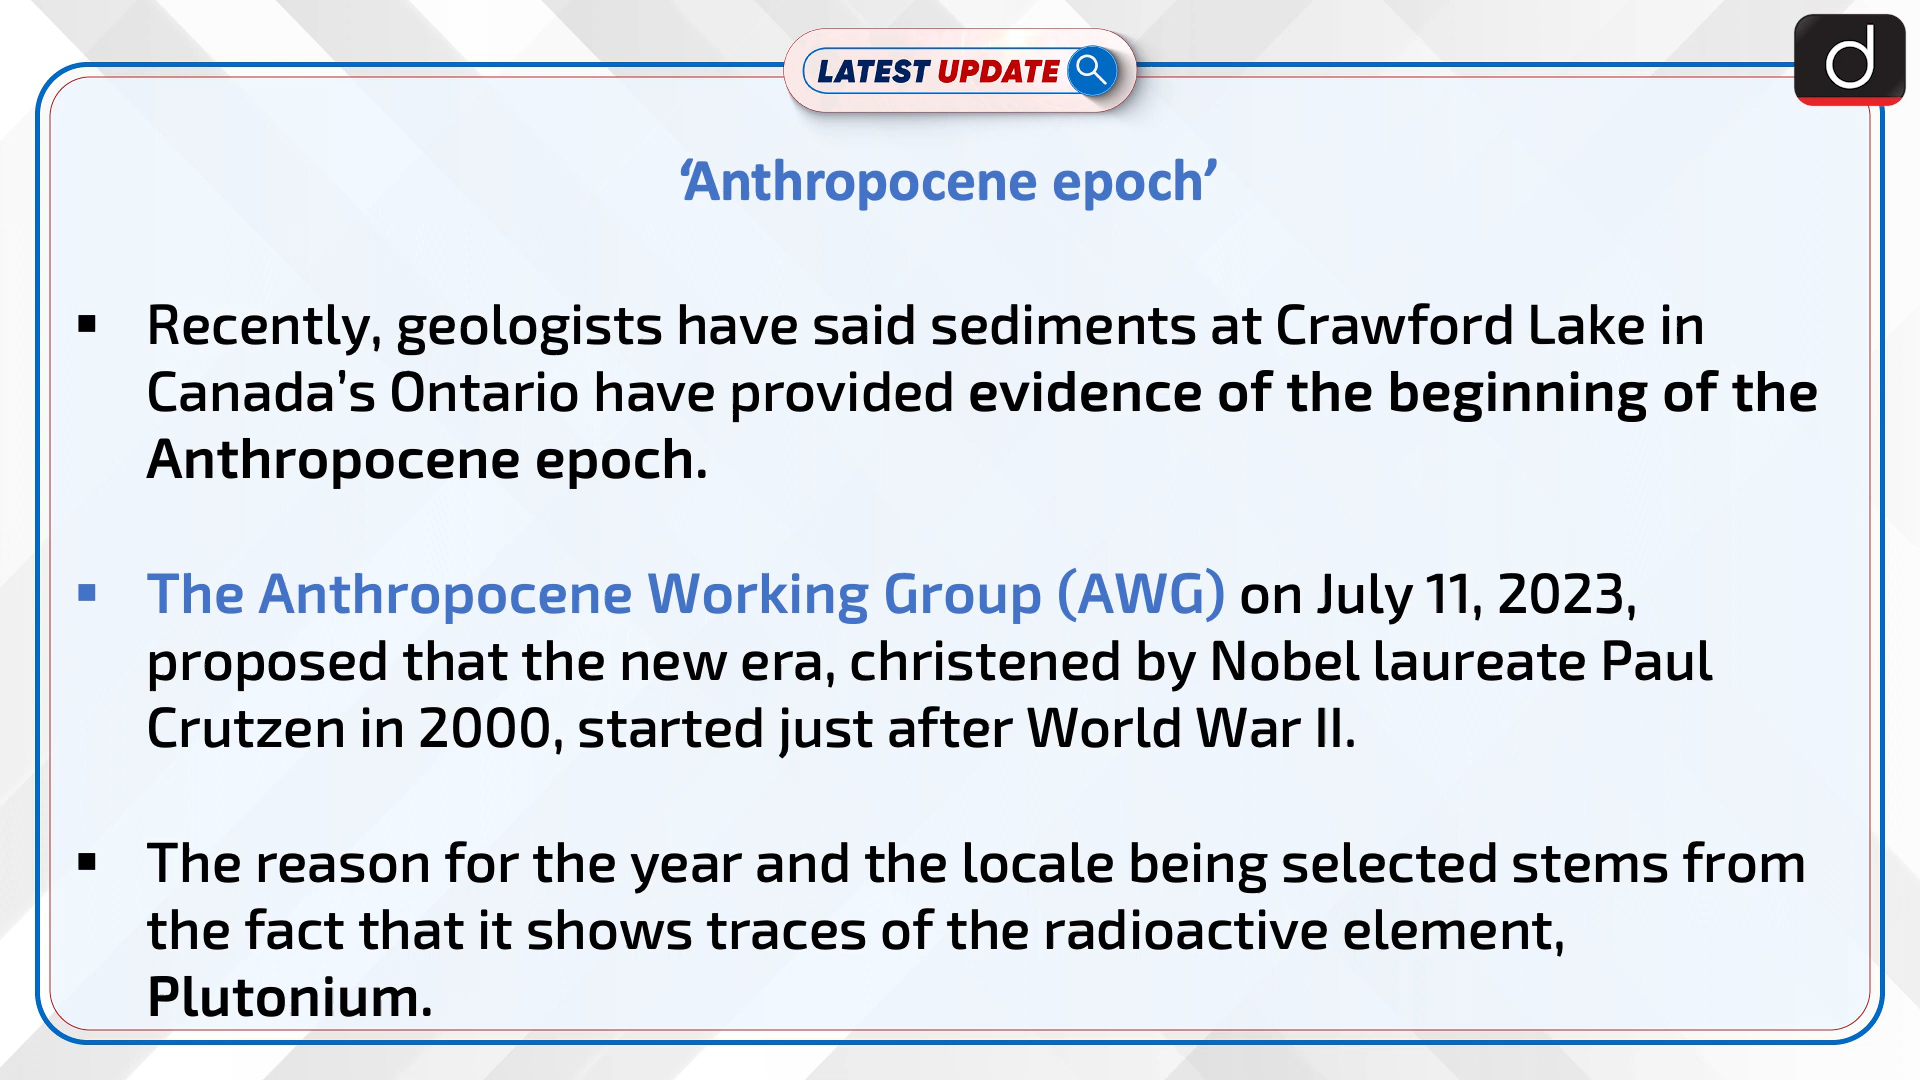 LATEST UPDATE
d
‘Anthropocene epoch’
▪ Recently, geologists have said sediments at Crawford Lake in
Canada’s Ontario have provided evidence of the beginning of the
Anthropocene epoch.
▪ The Anthropocene Working Group (AWG) on July 11, 2023,
proposed that the new era, christened by Nobel laureate Paul
Crutzen in 2000, started just after World War II.
▪ The reason for the year and the locale being selected stems from
the fact that it shows traces of the radioactive element,
Plutonium.